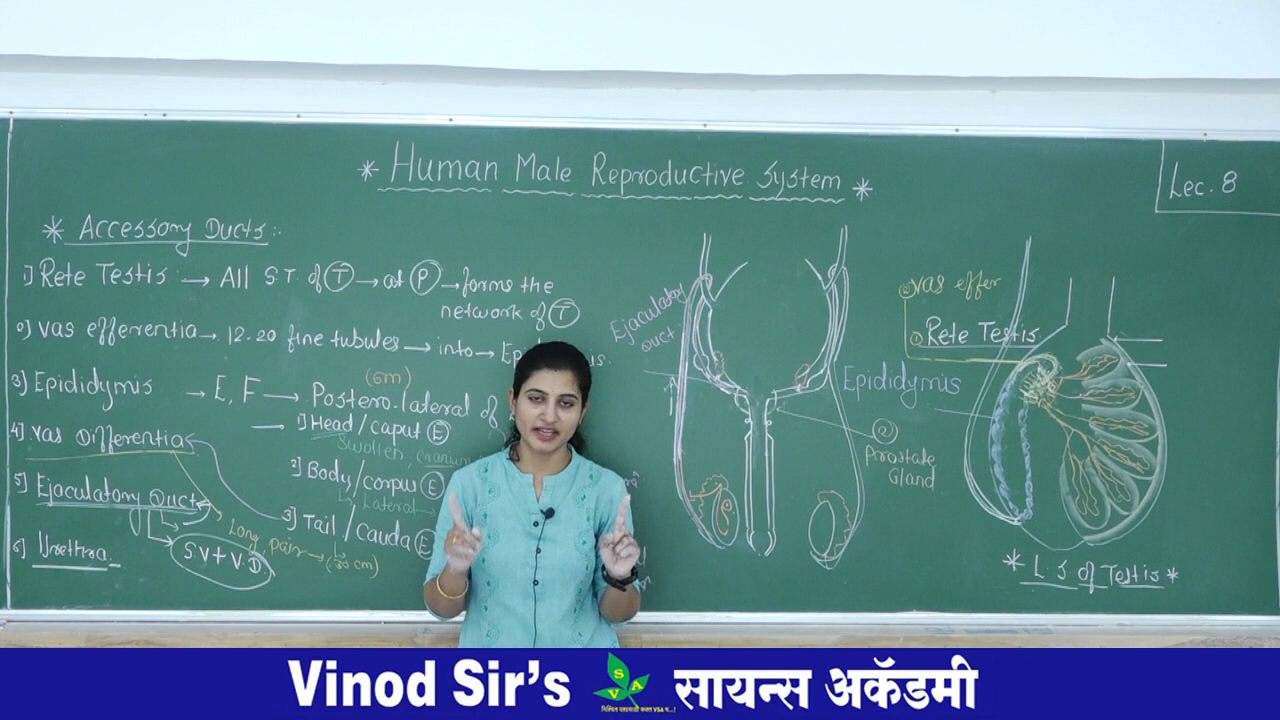 * Human Male Reproductive System *
Lec. 8
* Accessory Ducts :-
1) Rete Testis → All S.T. of T → at P → forms the
network of T
2) Vas efferentia → 12-20 fine tubules → into →
3) Epididymis → E, F → Postero-lateral of
(6m)
→ 1) Head / caput E
Swollen,
2) Body / corpus E
Lateral
3) Tail / Cauda E
4) Vas Differentia
5) Ejaculatory Duct
Long, pair → (30 cm)
SV + V.D
6) Urethra
Ejaculatory
Duct
Prostate
Gland
Vas effer
Rete Testis
Epididymis
* L. S of Testis *
Vinod Sir's सायन्स अकॅडमी
S
V A